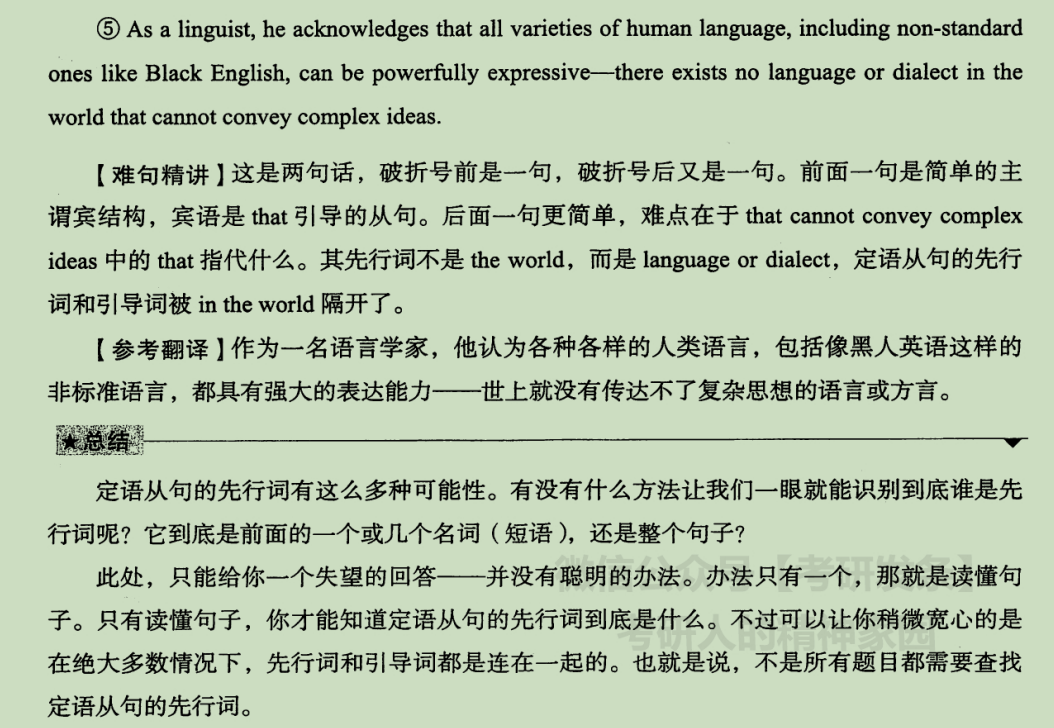 ⑤ As a linguist, he acknowledges that all varieties of human language, including non-standard
ones like Black English, can be powerfully expressive—there exists no language or dialect in the
world that cannot convey complex ideas.
【难句精讲】这是两句话，破折号前是一句，破折号后又是一句。前面一句是简单的主
谓宾结构，宾语是 that 引导的从句。后面一句更简单，难点在于 that cannot convey complex
ideas 中的 that 指代什么。其先行词不是 the world，而是 language or dialect，定语从句的先行
词和引导词被 in the world 隔开了。
【参考翻译】作为一名语言学家，他认为各种各样的人类语言，包括像黑人英语这样的
非标准语言，都具有强大的表达能力——世上就没有传达不了复杂思想的语言或方言。
★总结
定语从句的先行词有这么多种可能性。有没有什么方法让我们一眼就能识别到底谁是先
行词呢？它到底是前面的一个或几个名词（短语），还是整个句子？
此处，只能给你一个失望的回答——并没有聪明的办法。办法只有一个，那就是读懂句
子。只有读懂句子，你才能知道定语从句的先行词到底是什么。不过可以让你稍微宽心的是
在绝大多数情况下，先行词和引导词都是连在一起的。也就是说，不是所有题目都需要查找
定语从句的先行词。
微信公众号【考研发条】
考研人的精神家园